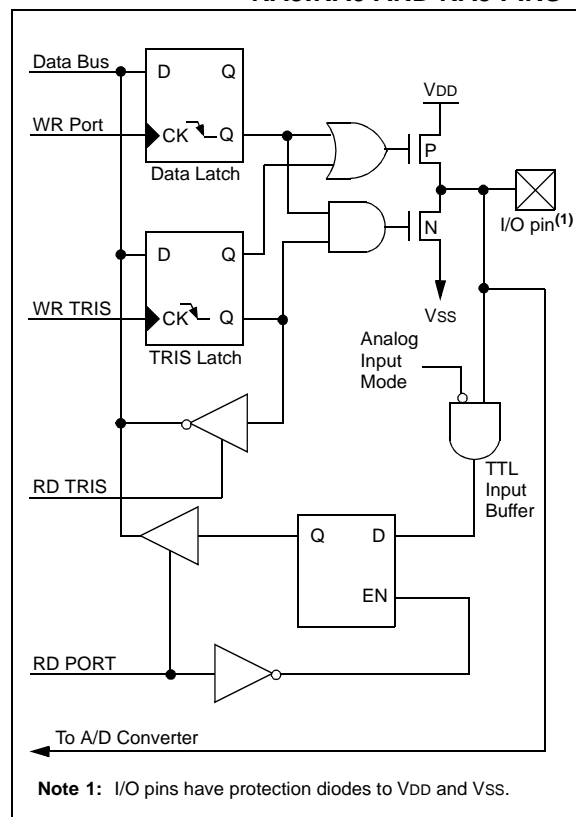 Data Bus
D Q
VDD
WR Port
CK Q
P
Data Latch
I/O pin(1)
N
D Q
WR TRIS
CK Q
VSS
TRIS Latch
Analog
Input
Mode
TTL
Input
Buffer
RD TRIS
Q D
EN
RD PORT
To A/D Converter
Note 1: I/O pins have protection diodes to VDD and VSS.